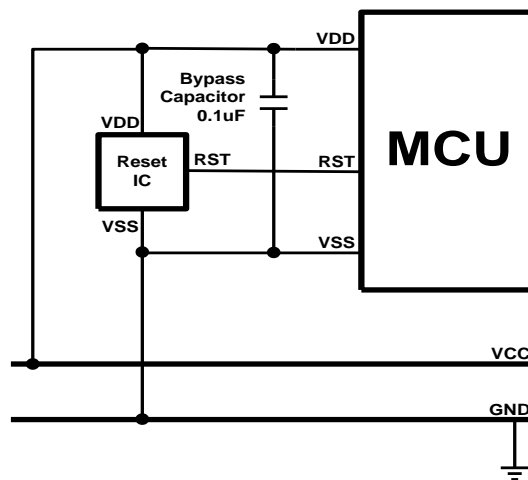 VDD
Bypass
Capacitor
0.1uF
VDD
Reset
IC
RST
RST
MCU
VSS
VSS
VCC
GND